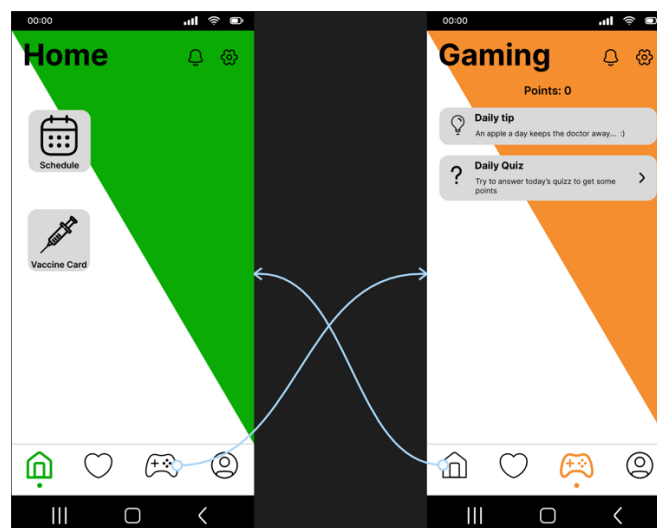 00:00
Home
Schedule
Vaccine Card
00:00
Gaming
Points: 0
Daily tip
An apple a day keeps the doctor away... :)
Daily Quiz
Try to answer today's quizz to get some
points